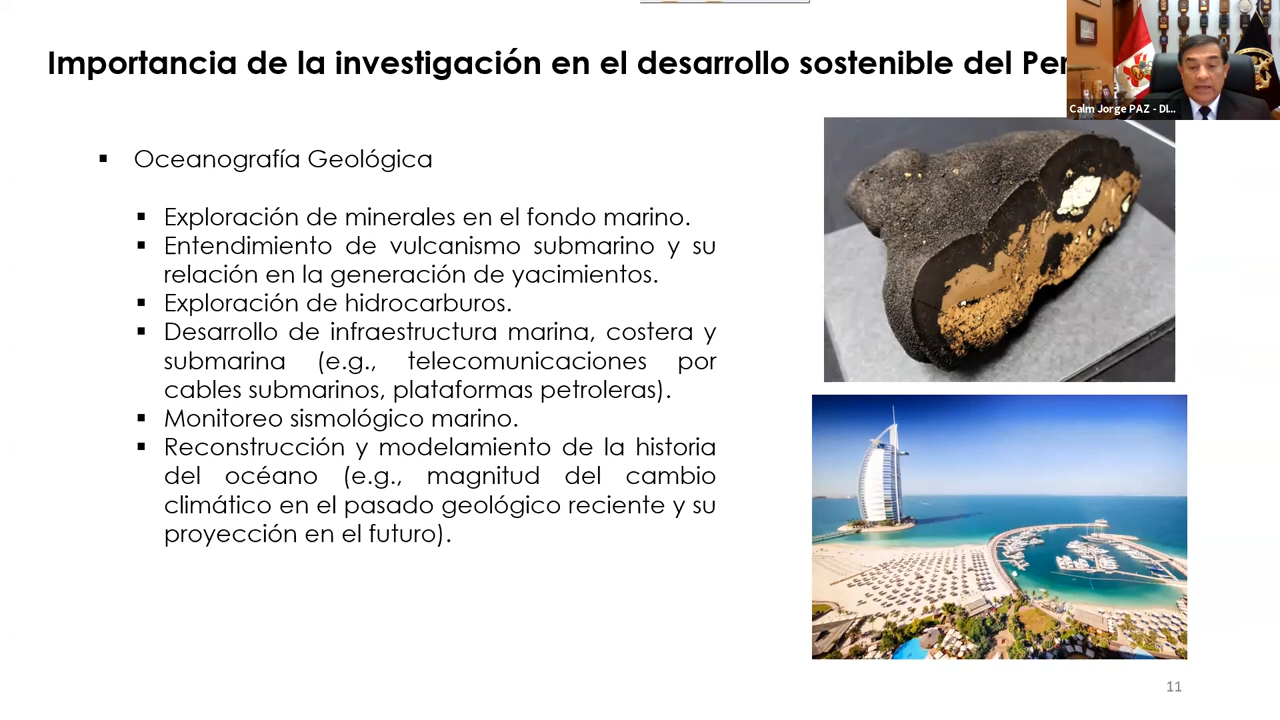 Importancia de la investigación en el desarrollo sostenible del Per
Calm Jorge PAZ - DI...
▪ Oceanografía Geológica
▪ Exploración de minerales en el fondo marino.
▪ Entendimiento de vulcanismo submarino y su
relación en la generación de yacimientos.
▪ Exploración de hidrocarburos.
▪ Desarrollo de infraestructura marina, costera y
submarina (e.g., telecomunicaciones por
cables submarinos, plataformas petroleras).
▪ Monitoreo sismológico marino.
▪ Reconstrucción y modelamiento de la historia
del océano (e.g., magnitud del cambio
climático en el pasado geológico reciente y su
proyección en el futuro).
11